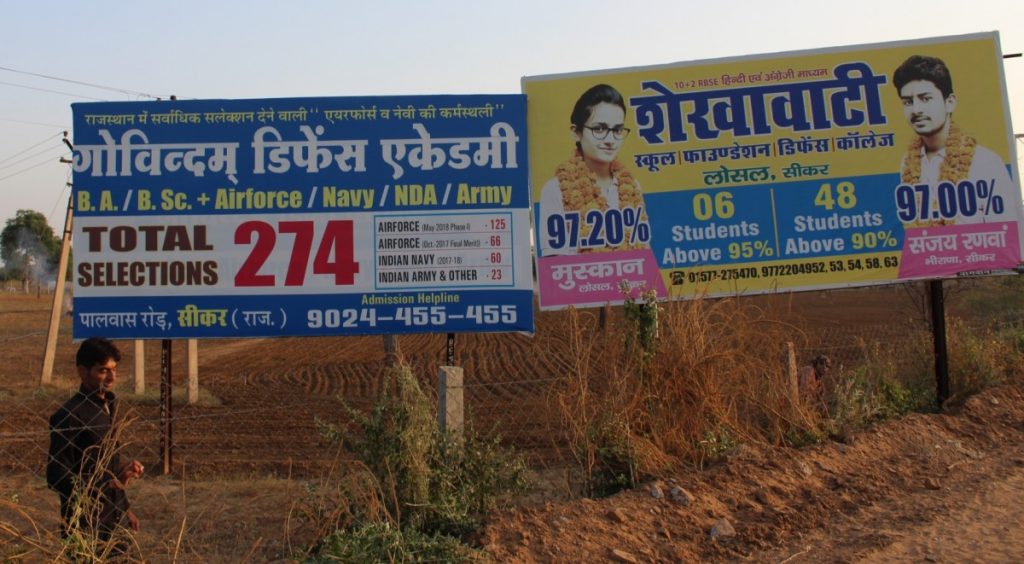 राजस्थान में सर्वाधिक सलेक्शन देने वाली '' एयरफोर्स व नेवी की कर्मस्थली''
गोविन्दम् डिफेंस एकेडमी
B. A. / B. Sc. + Airforce / Navy / NDA / Army
TOTAL
SELECTIONS
274
AIRFORCE (May-2018 Phase-I) - 125
AIRFORCE (Oct.-2017 Final Merit) - 66
INDIAN NAVY (2017-18) - 60
INDIAN ARMY & OTHER - 23
Admission Helpline
पालवास रोड़, सीकर ( राज. ) 9024-455-455
10+2 RBSE हिन्दी एवं अंग्रेजी माध्यम
शेखावाटी
स्कूल | फाउण्डेशन | डिफेंस | कॉलेज
लोसल, सीकर
97.20%
मुस्कान
लोसल, सीकर
06
Students
Above 95%
48
Students
Above 90%
97.00%
संजय रणवां
भीराणा, सीकर
☎01577-275470, 9772204952, 53, 54, 58, 63